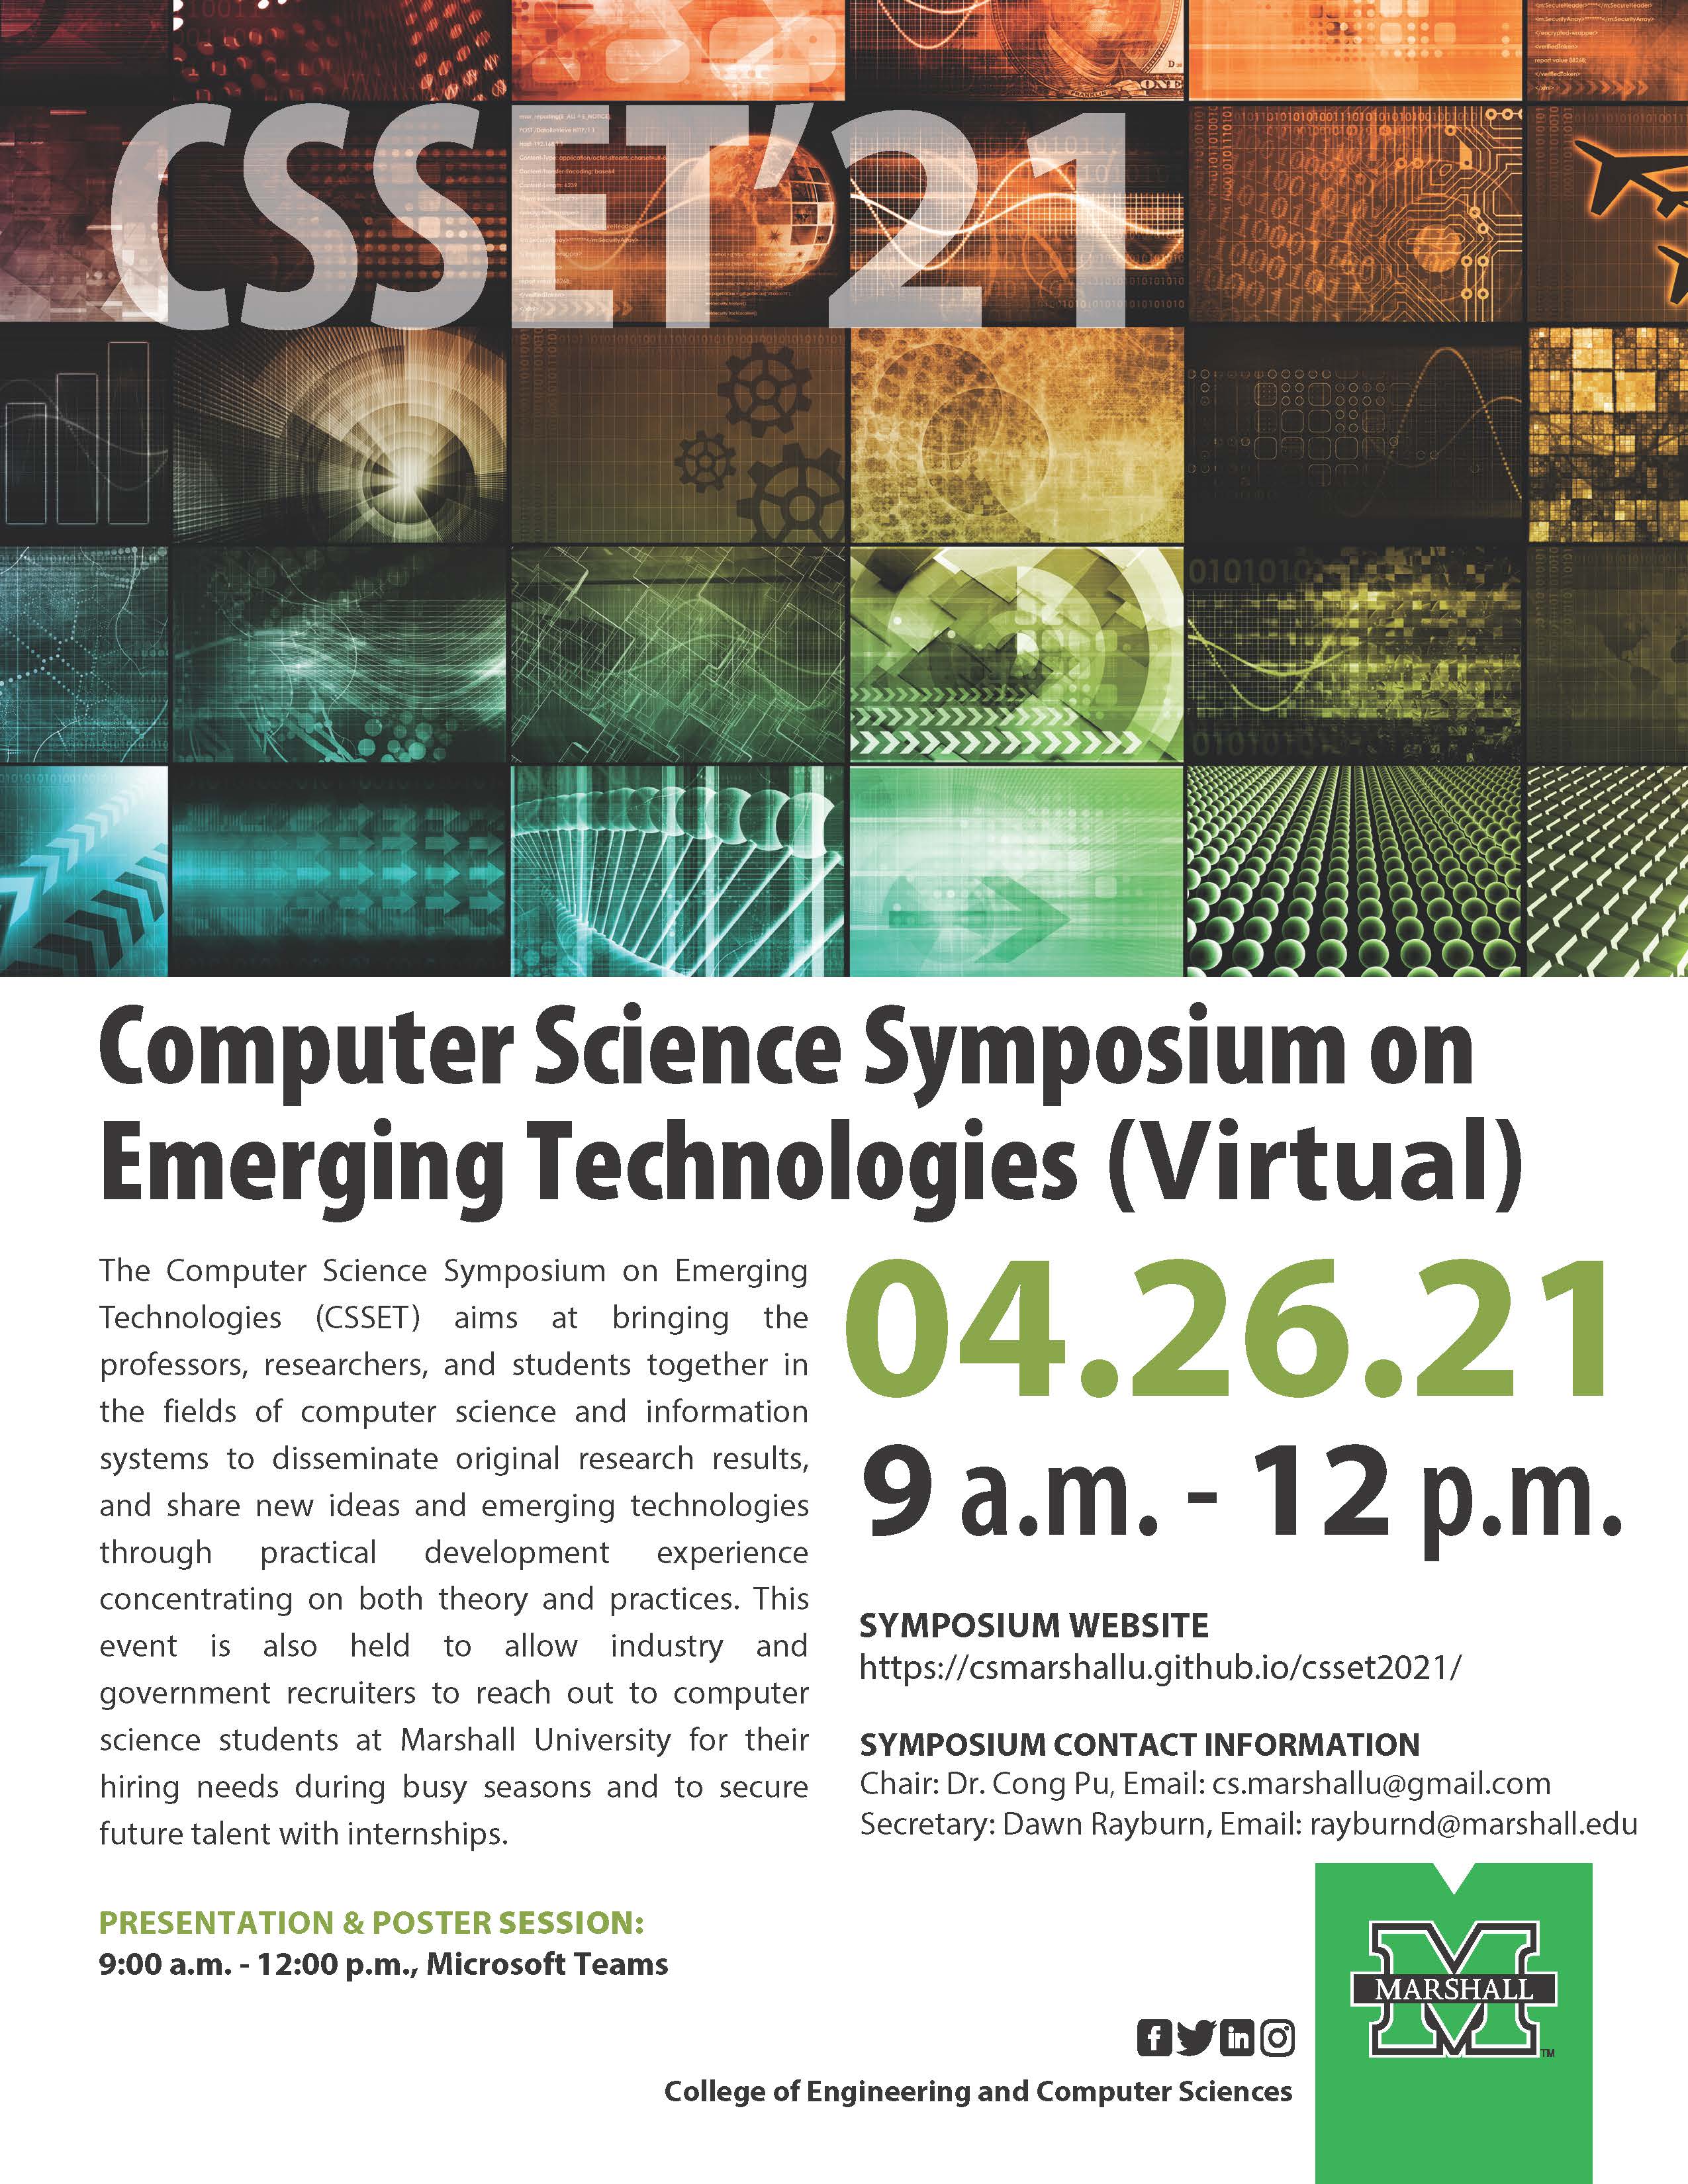 CSSET'21
Computer Science Symposium on
Emerging Technologies (Virtual)
The Computer Science Symposium on Emerging
Technologies (CSSET) aims at bringing the
professors, researchers, and students together in
the fields of computer science and information
systems to disseminate original research results,
and share new ideas and emerging technologies
through practical development experience
concentrating on both theory and practices. This
event is also held to allow industry and
government recruiters to reach out to computer
science students at Marshall University for their
hiring needs during busy seasons and to secure
future talent with internships.
PRESENTATION & POSTER SESSION:
9:00 a.m. - 12:00 p.m., Microsoft Teams
04.26.21
9 a.m. - 12 p.m.
SYMPOSIUM WEBSITE
https://csmarshallu.github.io/csset2021/
SYMPOSIUM CONTACT INFORMATION
Chair: Dr. Cong Pu, Email: cs.marshallu@gmail.com
Secretary: Dawn Rayburn, Email: rayburnd@marshall.edu
College of Engineering and Computer Sciences
MARSHALL
TM